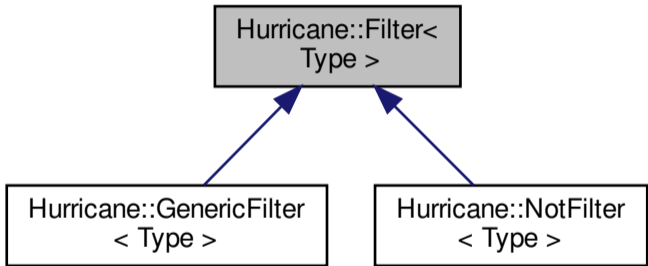 Hurricane::Filter<
Type >
Hurricane::GenericFilter
< Type >
Hurricane::NotFilter
< Type >